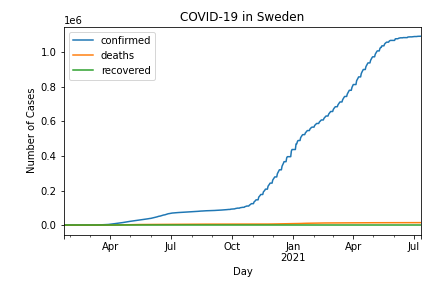 COVID-19 in Sweden
1e6
confirmed
deaths
recovered
Number of Cases
1.0
0.8
0.6
0.4
0.2
0.0
Apr Jul Oct Jan Apr Jul
2021
Day